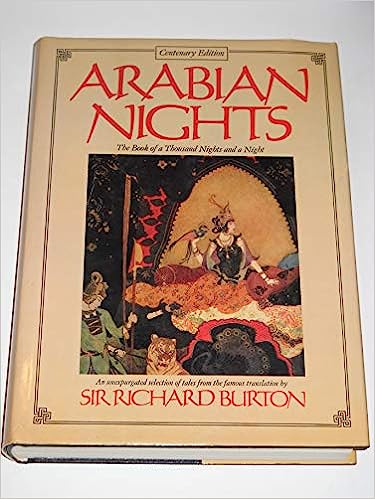 Centenary Edition
ARABIAN
NIGHTS
The Book of a Thousand Nights and a Night
An unexpurgated selection of tales from the famous translation by
SIR RICHARD BURTON